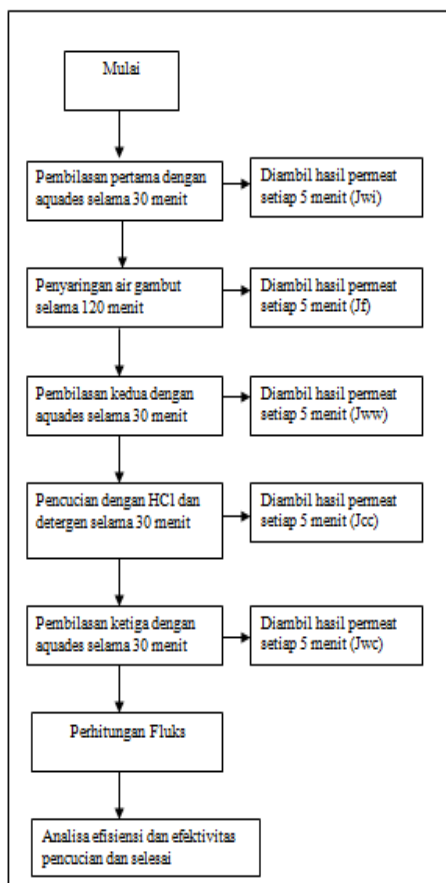 Mulai
Pembilasan pertama dengan
aquades selama 30 menit
Diambil hasil permeat
setiap 5 menit (Jwi)
Penyaringan air gambut
selama 120 menit
Diambil hasil permeat
setiap 5 menit (Jf)
Pembilasan kedua dengan
aquades selama 30 menit
Diambil hasil permeat
setiap 5 menit (Jww)
Pencucian dengan HCl dan
detergen selama 30 menit
Diambil hasil permeat
setiap 5 menit (Jcc)
Pembilasan ketiga dengan
aquades selama 30 menit
Diambil hasil permeat
setiap 5 menit (Jwc)
Perhitungan Fluks
Analisa efisiensi dan efektivitas
pencucian dan selesai